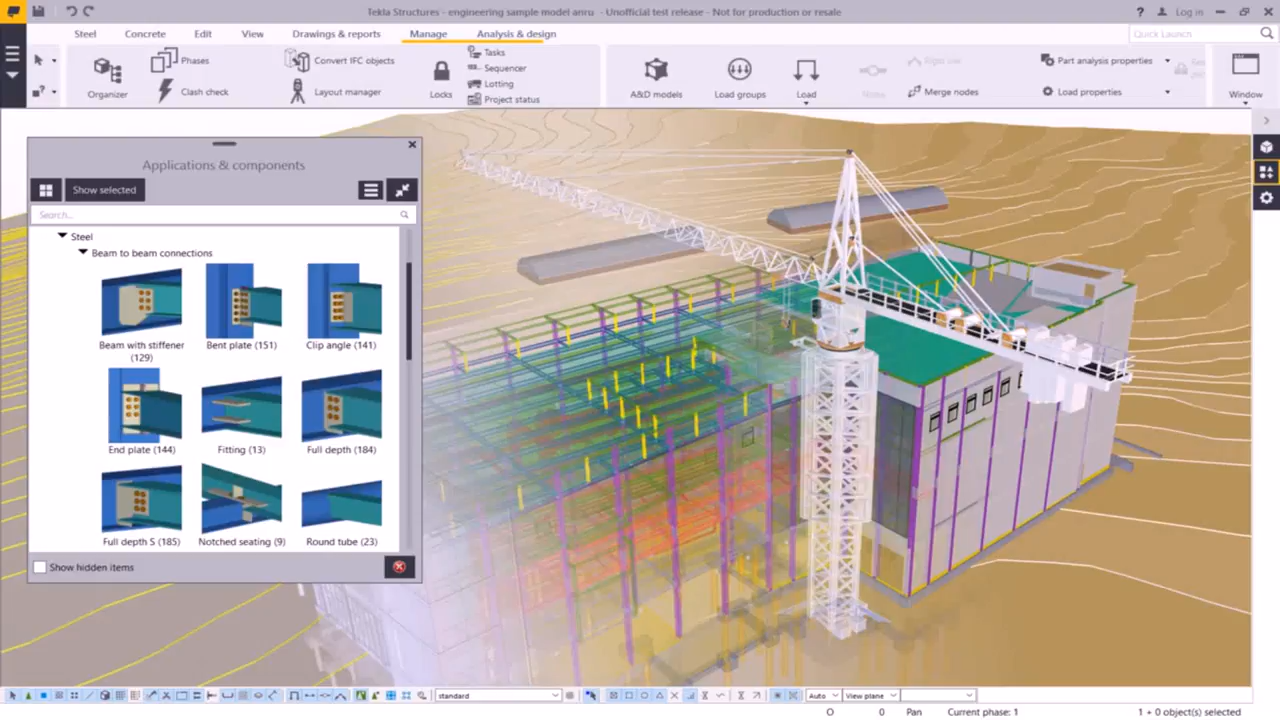 Tekla Structures - engineering sample model anru - Unofficial test release - Not for production or resale
? Log in
Steel Concrete Edit View Drawings & reports Manage Analysis & design
Quick Launch
Organizer
Phases
Clash check
Convert IFC objects
Layout manager
Locks
Tasks
Sequencer
Lotting
Project status
A&D models
Load groups
Load
Merge nodes
Part analysis properties
Load properties
Window
Applications & components
Show selected
Search...
Steel
Beam to beam connections
Beam with stiffener
(129)
Bent plate (151)
Clip angle (141)
End plate (144)
Fitting (13)
Full depth (184)
Full depth S (185)
Notched seating (9)
Round tube (23)
Show hidden items
standard
Auto
View plane
O 0 Pan Current phase: 1 1 + 0 object(s) selected